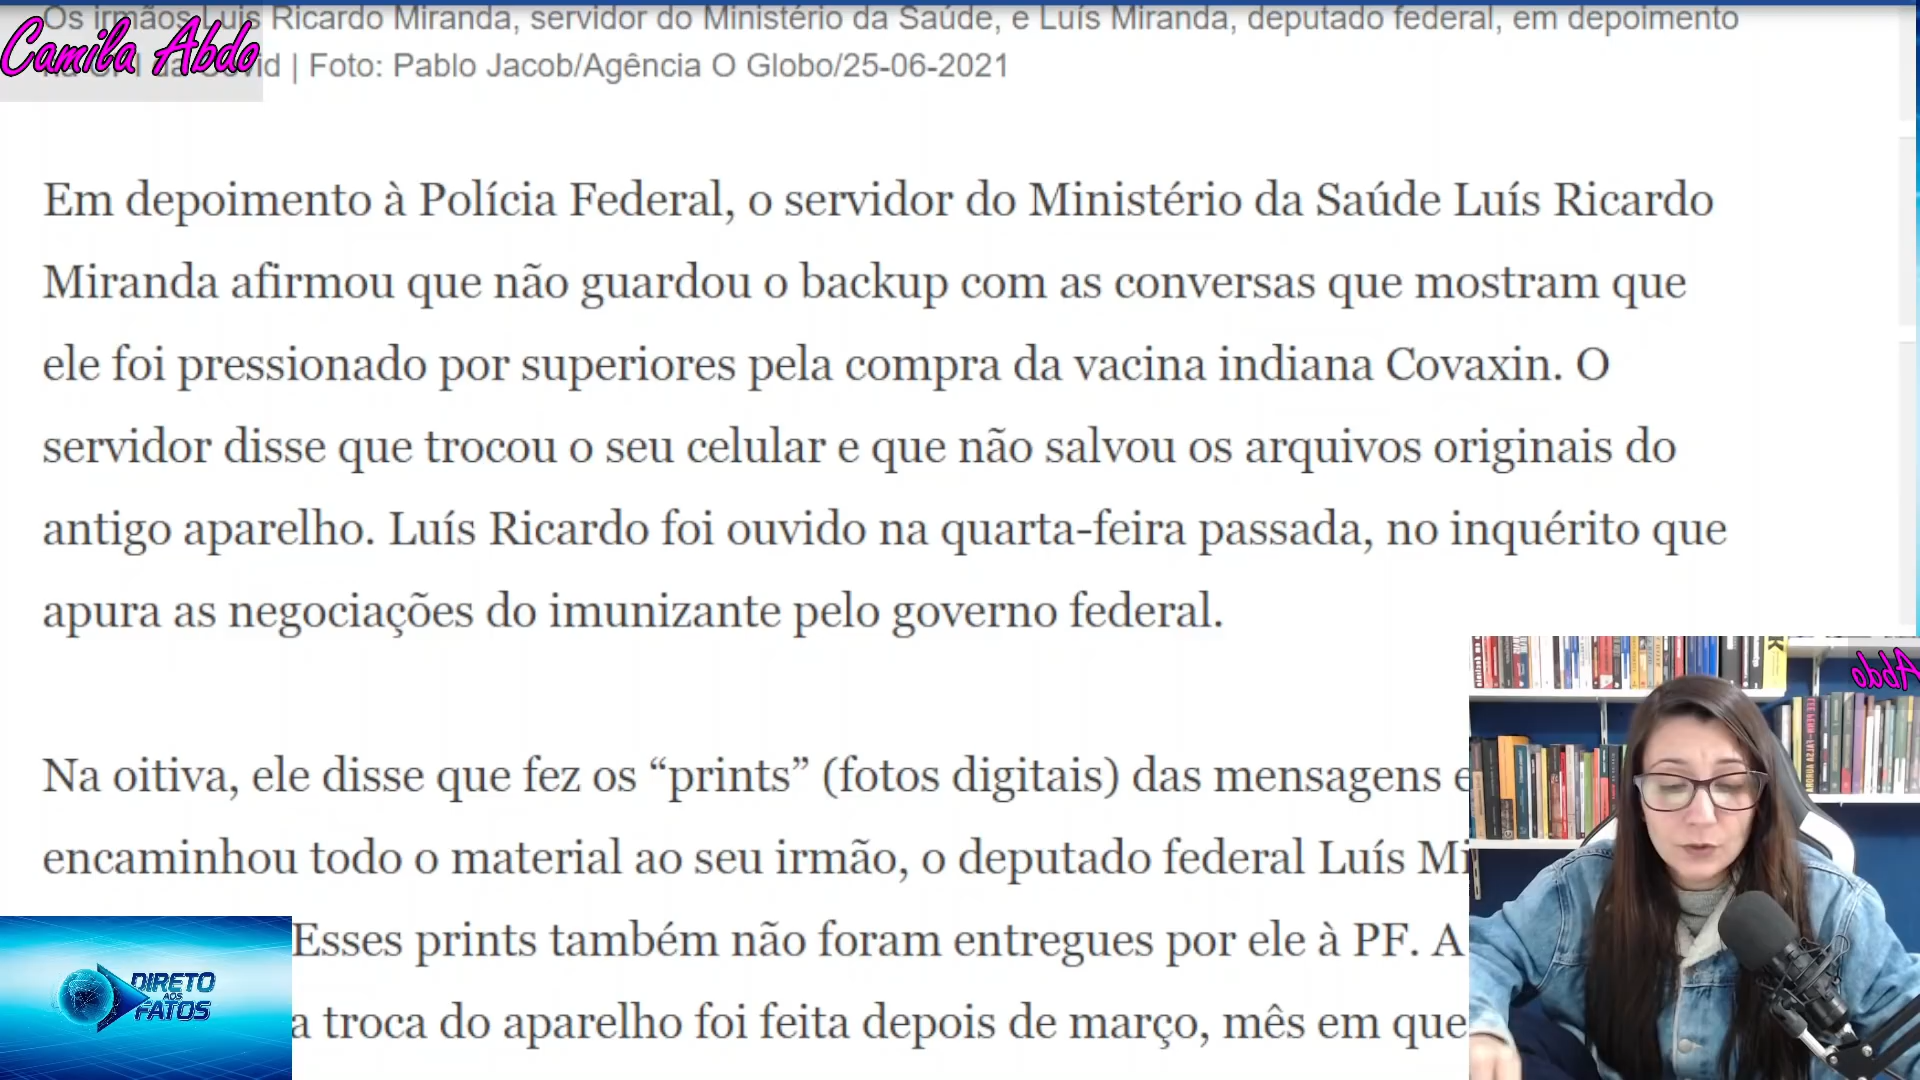 Os irmãos Luis Ricardo Miranda, servidor do Ministério da Saúde, e Luís Miranda, deputado federal, em depoimento
Camila Abdo
| Foto: Pablo Jacob/Agência O Globo/25-06-2021
Em depoimento à Polícia Federal, o servidor do Ministério da Saúde Luís Ricardo
Miranda afirmou que não guardou o backup com as conversas que mostram que
ele foi pressionado por superiores pela compra da vacina indiana Covaxin. O
servidor disse que trocou o seu celular e que não salvou os arquivos originais do
antigo aparelho. Luís Ricardo foi ouvido na quarta-feira passada, no inquérito que
apura as negociações do imunizante pelo governo federal.
Abdo
Na oitiva, ele disse que fez os “prints” (fotos digitais) das mensagens e
encaminhou todo o material ao seu irmão, o deputado federal Luís Mi
Esses prints também não foram entregues por ele à PF. A
a troca do aparelho foi feita depois de março, mês em que
DIRETO
AOS
FATOS